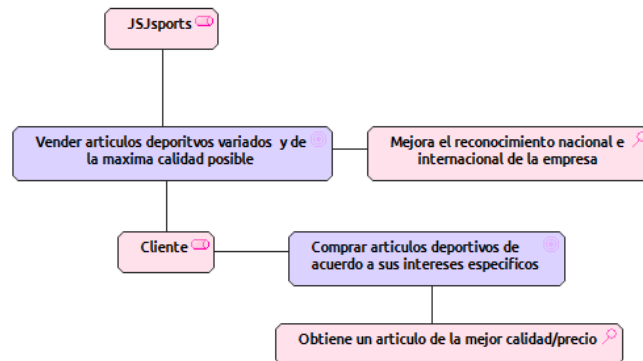 JSJsports
Vender articulos deporitvos variados y de
la maxima calidad posible
Mejora el reconocimiento nacional e
internacional de la empresa
Cliente
Comprar articulos deportivos de
acuerdo a sus intereses especificos
Obtiene un articulo de la mejor calidad/precio